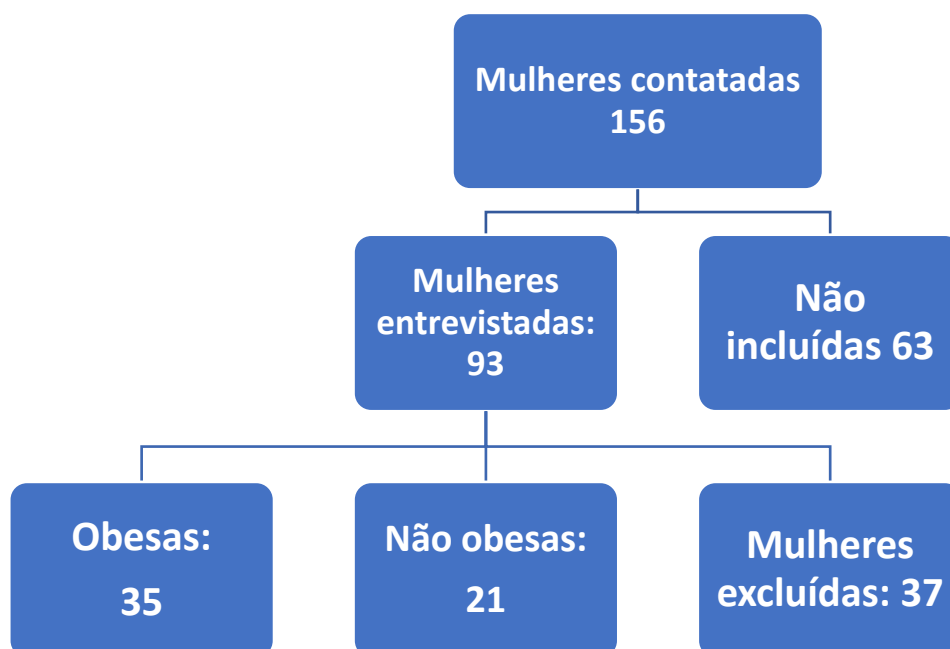 Mulheres contatadas
156
Mulheres
entrevistadas:
93
Não
incluídas 63
Obesas:
35
Não obesas:
21
Mulheres
excluídas: 37